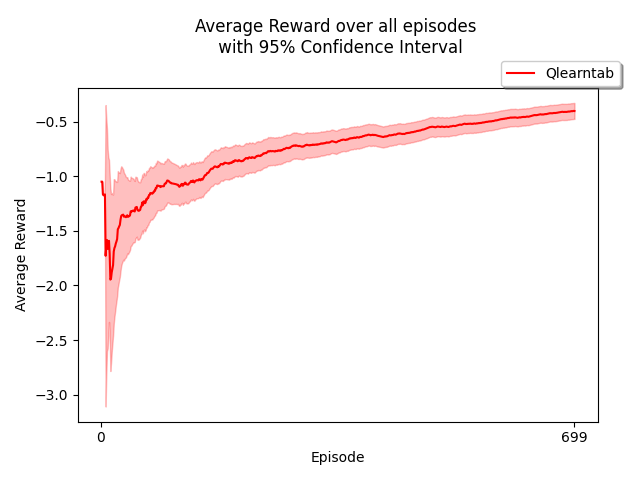 Average Reward over all episodes
with 95% Confidence Interval
Qlearntab
−0.5
−1.0
−1.5
−2.0
−2.5
−3.0
Average Reward
0
699
Episode